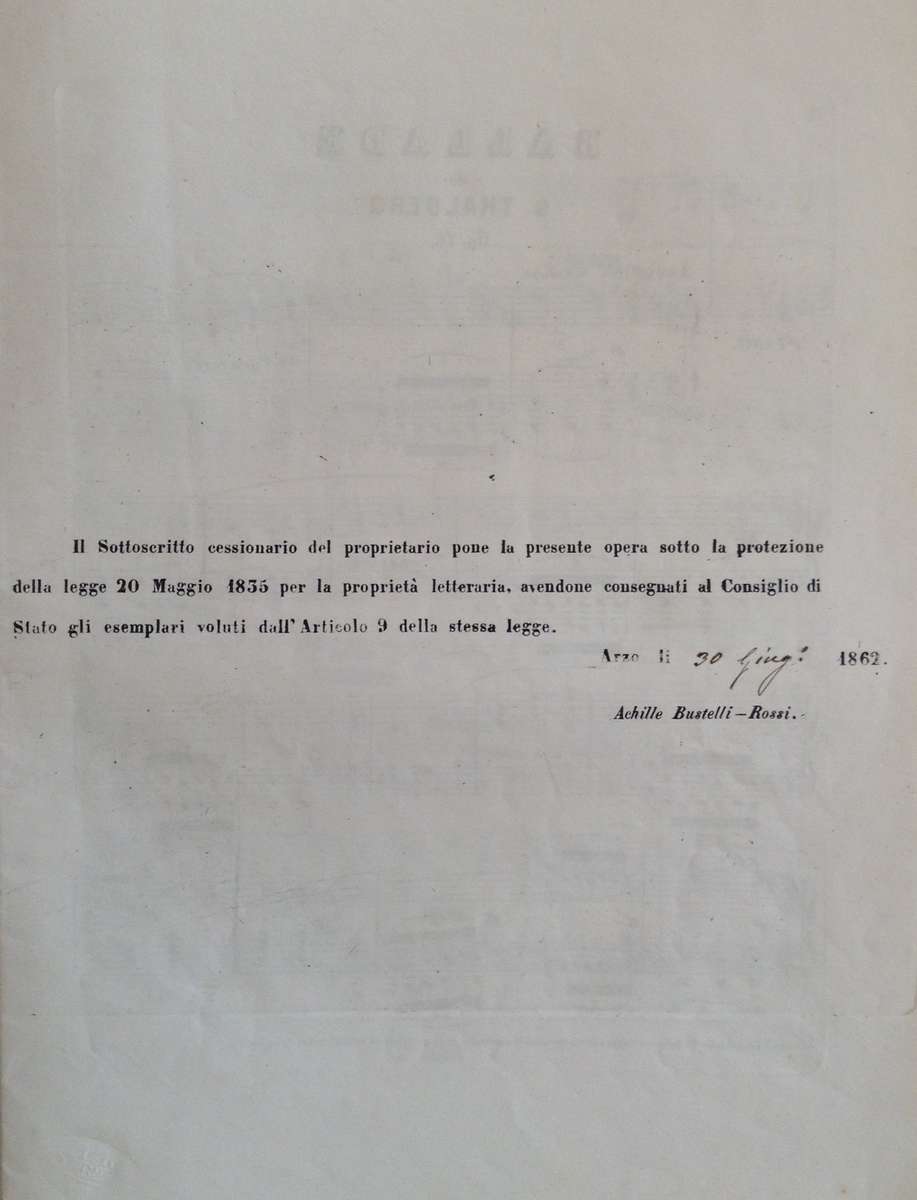 Il Sottoscritto cessionario del proprietario pone la presente opera sotto la protezione
della legge 20 Maggio 1835 per la proprietà letteraria, avendone consegnati al Consiglio di
Stato gli esemplari voluti dall'Articolo 9 della stessa legge.
Arzo li 30 Giug.º 1862.
Achille Bustelli-Rossi.